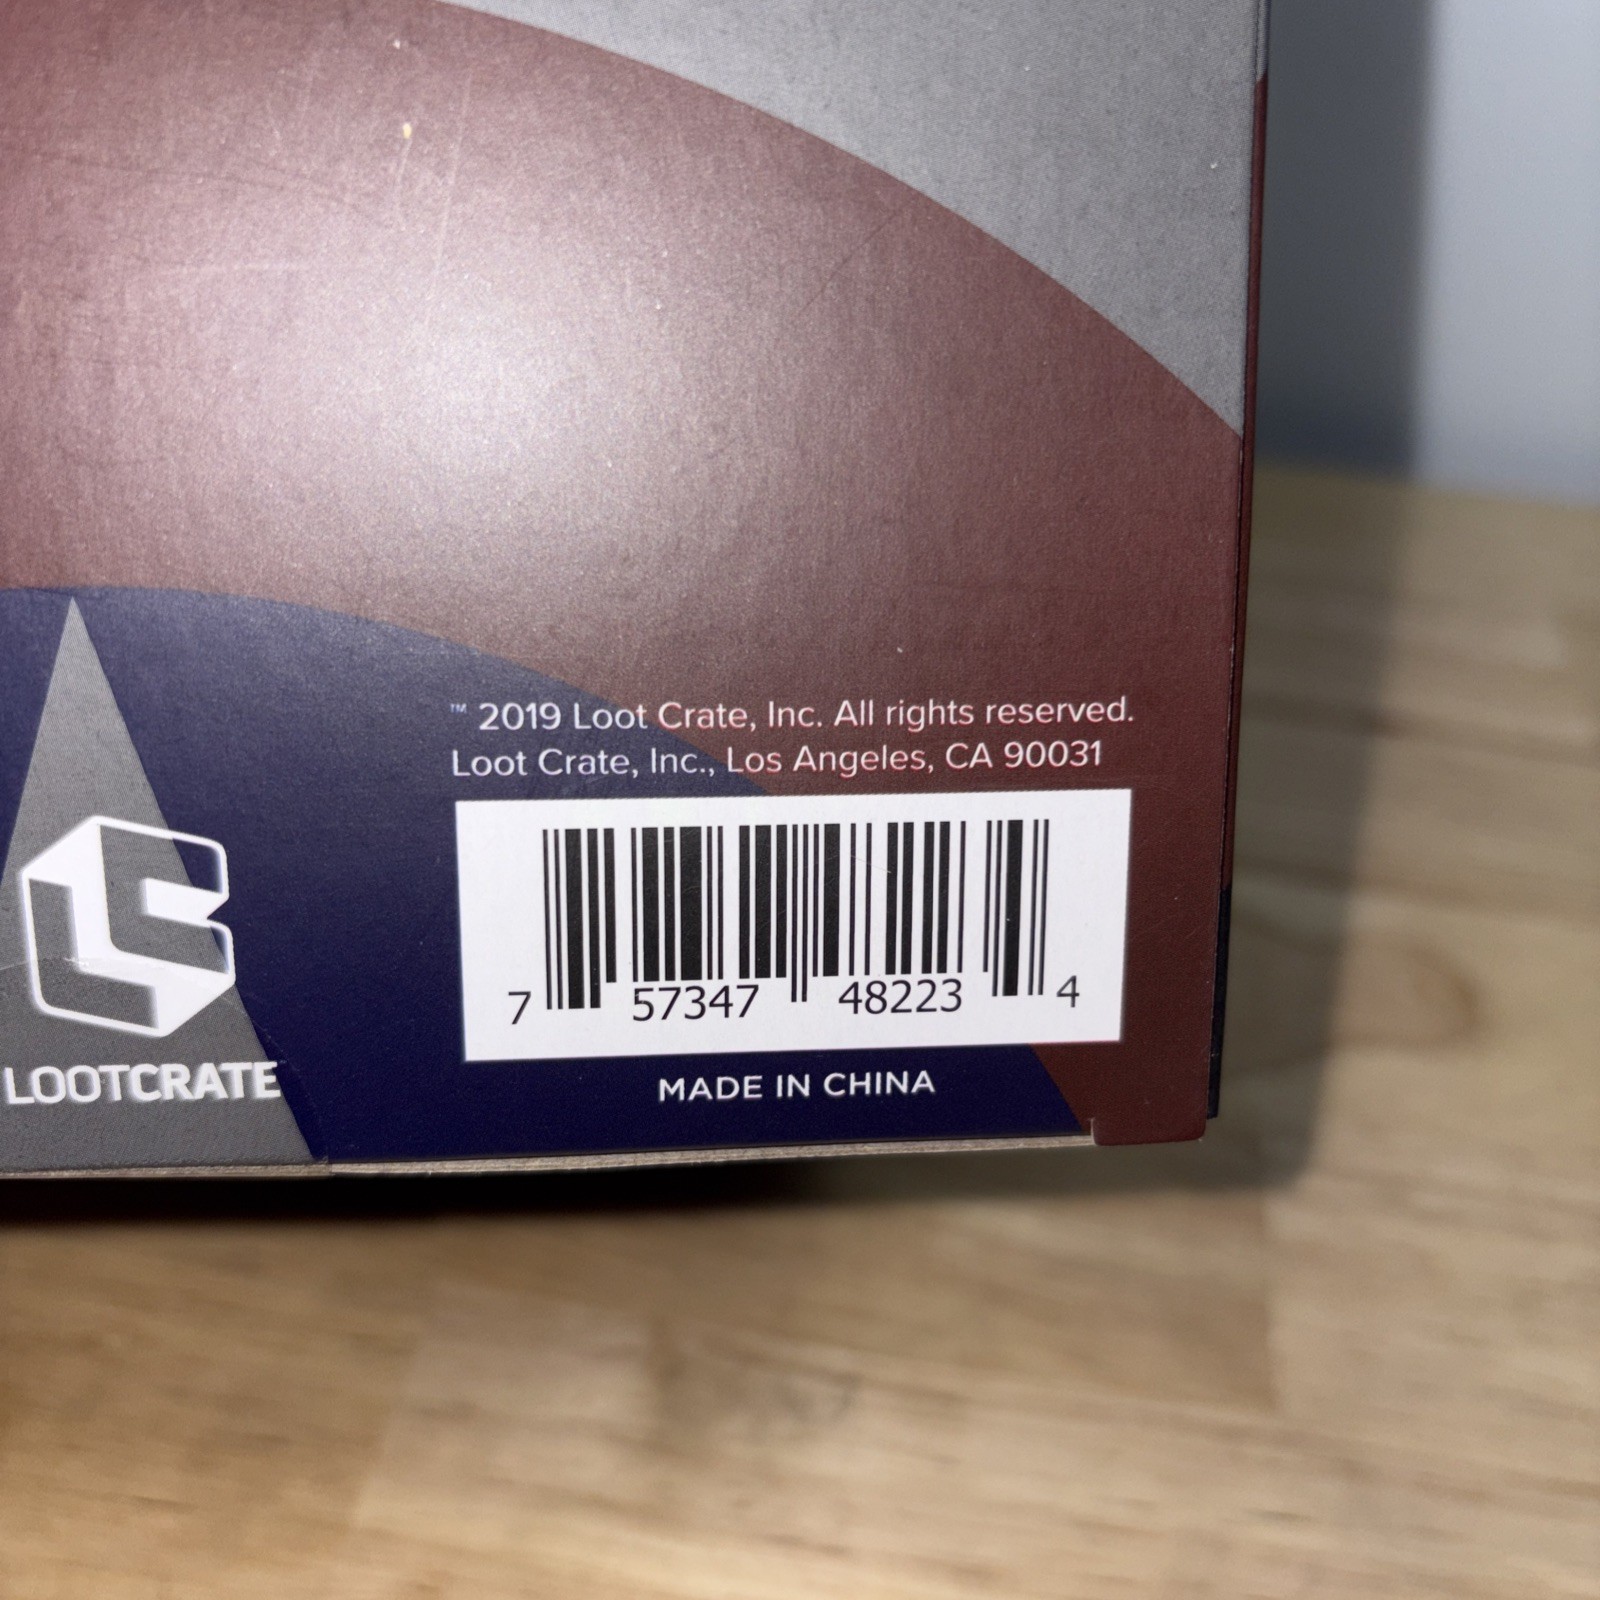 ™ 2019 Loot Crate, Inc. All rights reserved.
Loot Crate, Inc., Los Angeles, CA 90031
7 57347 48223 4
LOOTCRATE
MADE IN CHINA